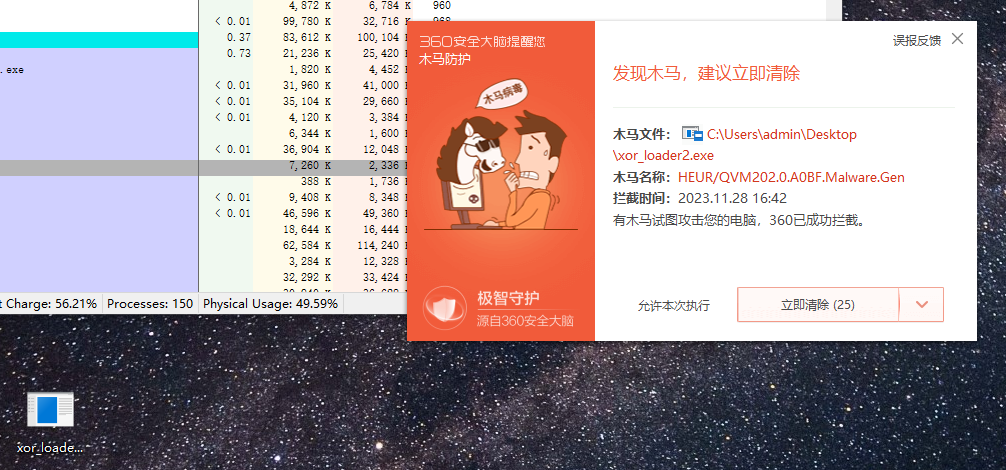 4,872 K 6,784 K 960
< 0.01 99,780 K 32,716 K 968
0.37 83,612 K 100,104 K
0.73 21,236 K 25,420 K
.exe 1,820 K 4,452 K
< 0.01 31,960 K 41,000 K
< 0.01 35,104 K 29,660 K
< 0.01 4,120 K 3,384 K
6,344 K 1,600 K
< 0.01 36,904 K 12,048 K
7,260 K 2,336 K
388 K 1,736 K
< 0.01 9,408 K 8,348 K
< 0.01 46,596 K 49,360 K
18,644 K 16,444 K
62,584 K 114,240 K
3,284 K 12,328 K
32,292 K 33,424 K
t Charge: 56.21% Processes: 150 Physical Usage: 49.59%
360安全大脑提醒您
木马防护
木马病毒
极智守护
源自360安全大脑
误报反馈
发现木马，建议立即清除
木马文件： C:\Users\admin\Desktop
\xor_loader2.exe
木马名称： HEUR/QVM202.0.A0BF.Malware.Gen
拦截时间： 2023.11.28 16:42
有木马试图攻击您的电脑，360已成功拦截。
允许本次执行
立即清除 (25)
xor_loade...